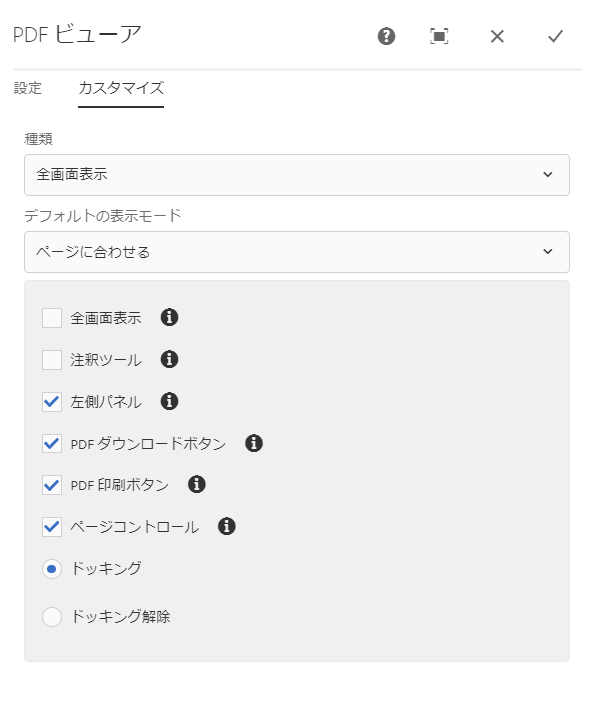 PDF ビューア
設定 カスタマイズ
種類
全画面表示
デフォルトの表示モード
ページに合わせる
全画面表示
注釈ツール
左側パネル
PDF ダウンロードボタン
PDF 印刷ボタン
ページコントロール
ドッキング
ドッキング解除